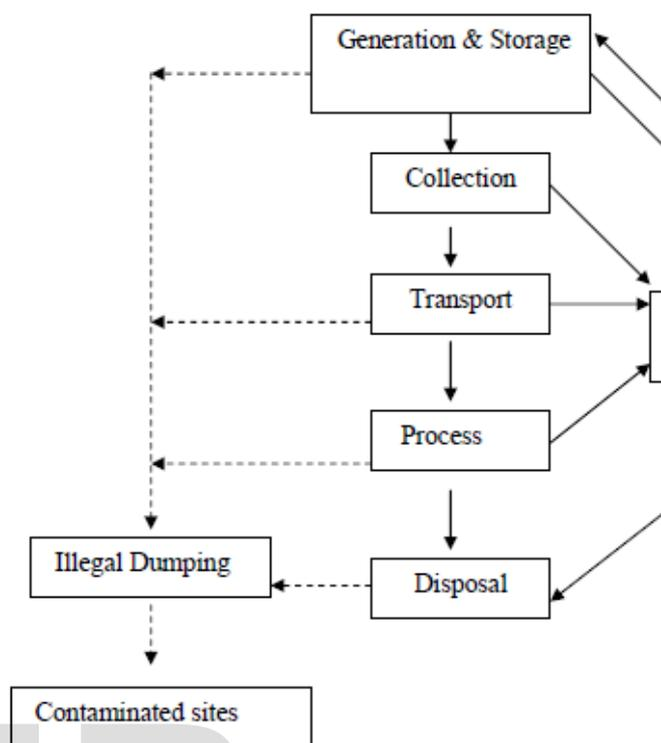 Generation & Storage
Collection
Transport
Process
Illegal Dumping
Disposal
Contaminated sites